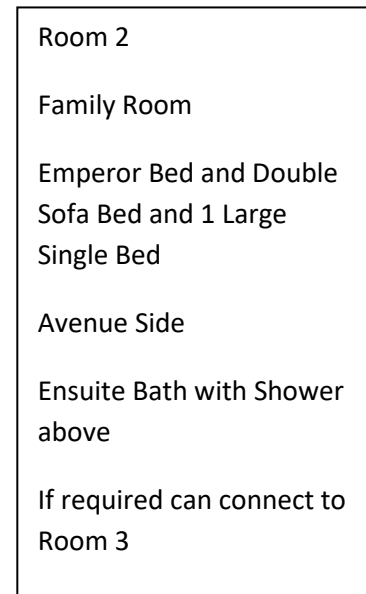 Room 2
Family Room
Emperor Bed and Double
Sofa Bed and 1 Large
Single Bed
Avenue Side
Ensuite Bath with Shower
above
If required can connect to
Room 3